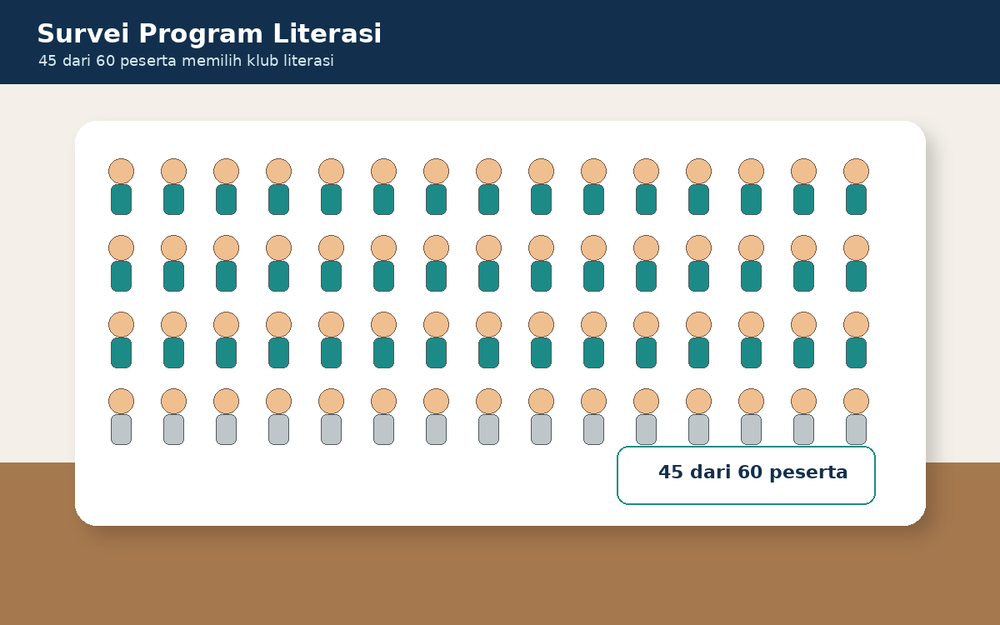 Survei Program Literasi
45 dari 60 peserta memilih klub literasi
45 dari 60 peserta